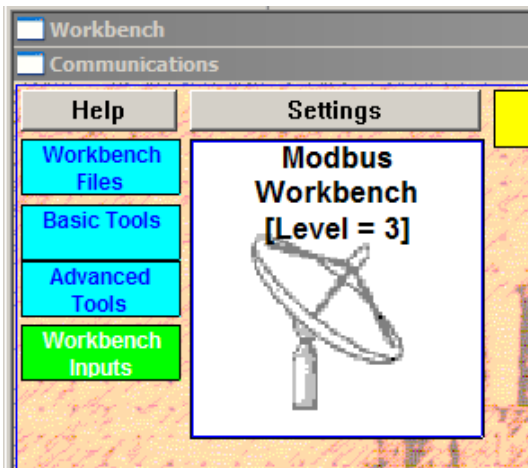 Workbench
Communications
Help
Settings
Workbench
Files
Basic Tools
Advanced
Tools
Workbench
Inputs
Modbus
Workbench
[Level = 3]